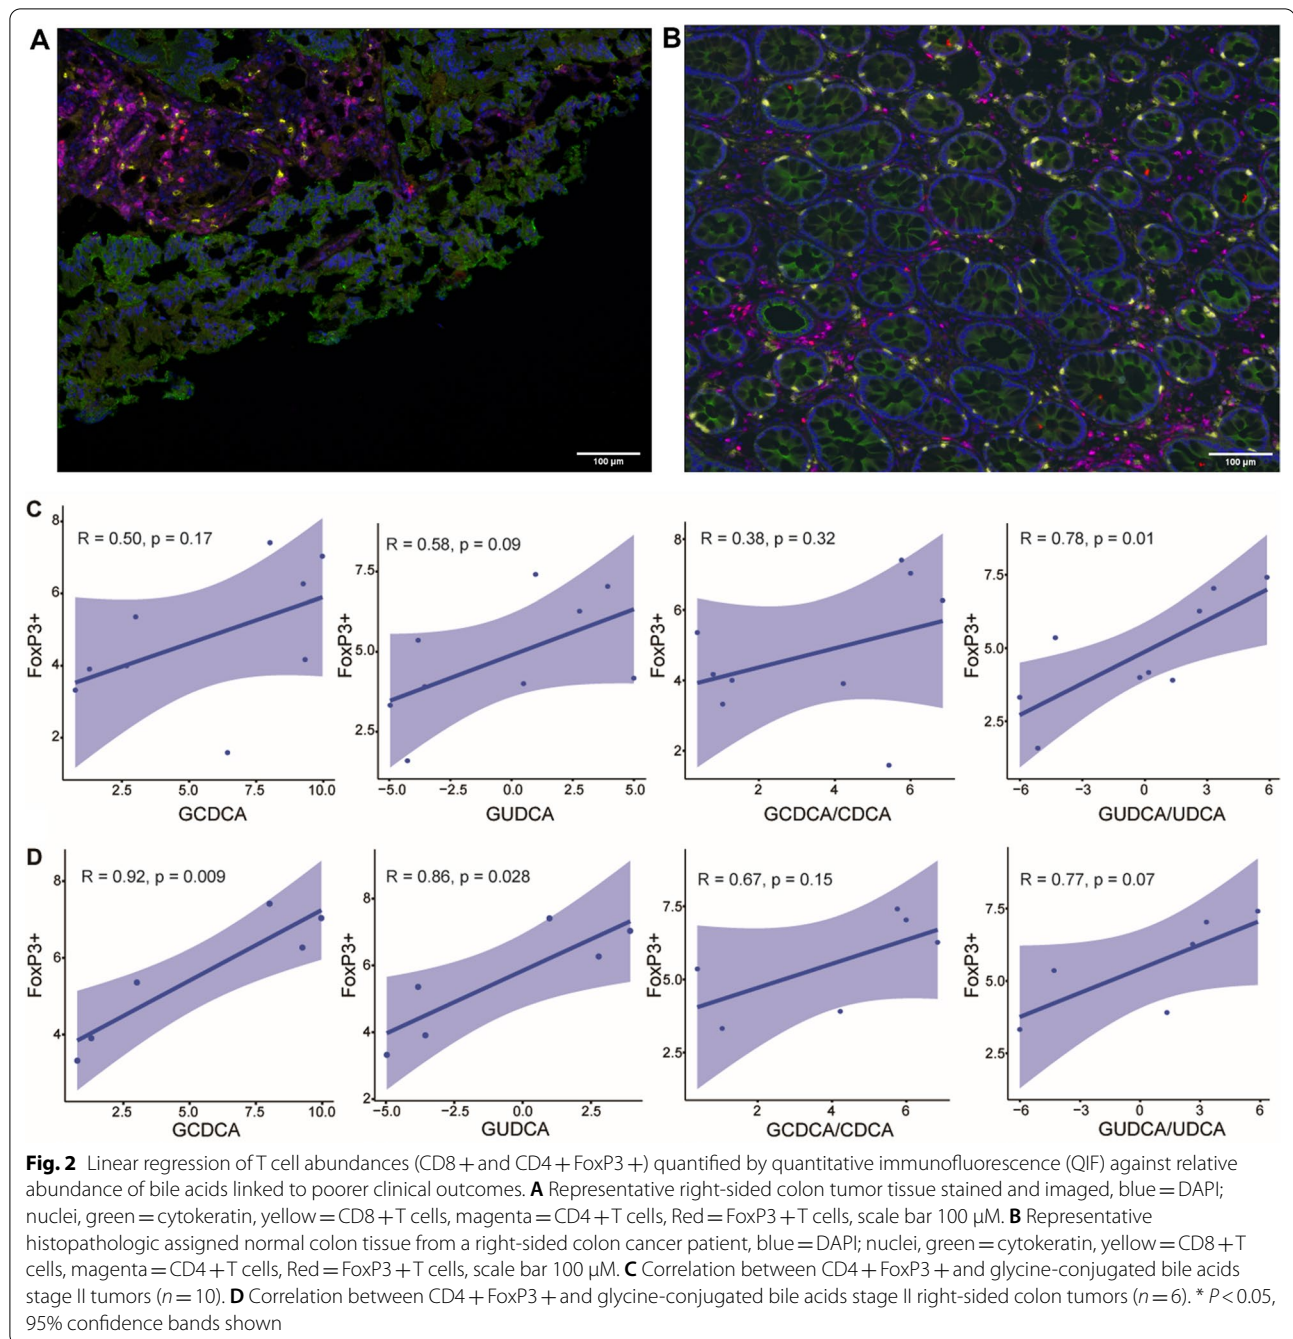 A
B
100 µm
100 µm
C
R = 0.50, p = 0.17
R = 0.58, p = 0.09
R = 0.38, p = 0.32
R = 0.78, p = 0.01
FoxP3+
8
6
4
2
2.5
5.0
7.5
10.0
GCDCA
FoxP3+
7.5
5.0
2.5
−5.0
−2.5
0.0
2.5
5.0
GUDCA
FoxP3+
8
6
4
2
2
4
6
GCDCA/CDCA
FoxP3+
7.5
5.0
2.5
−6
−3
0
3
6
GUDCA/UDCA
D
R = 0.92, p = 0.009
R = 0.86, p = 0.028
R = 0.67, p = 0.15
R = 0.77, p = 0.07
FoxP3+
8
6
4
2.5
5.0
7.5
10.0
GCDCA
FoxP3+
8
6
4
2
−5.0
−2.5
0.0
2.5
GUDCA
FoxP3+
7.5
5.0
2.5
2
4
6
GCDCA/CDCA
FoxP3+
7.5
5.0
2.5
−6
−3
0
3
6
GUDCA/UDCA
Fig. 2 Linear regression of T cell abundances (CD8 + and CD4 + FoxP3 +) quantified by quantitative immunofluorescence (QIF) against relative
abundance of bile acids linked to poorer clinical outcomes. A Representative right-sided colon tumor tissue stained and imaged, blue = DAPI;
nuclei, green = cytokeratin, yellow = CD8 + T cells, magenta = CD4 + T cells, Red = FoxP3 + T cells, scale bar 100 µM. B Representative
histopathologic assigned normal colon tissue from a right-sided colon cancer patient, blue = DAPI; nuclei, green = cytokeratin, yellow = CD8 + T
cells, magenta = CD4 + T cells, Red = FoxP3 + T cells, scale bar 100 µM. C Correlation between CD4 + FoxP3 + and glycine-conjugated bile acids
stage II tumors (n = 10). D Correlation between CD4 + FoxP3 + and glycine-conjugated bile acids stage II right-sided colon tumors (n = 6). * P < 0.05,
95% confidence bands shown